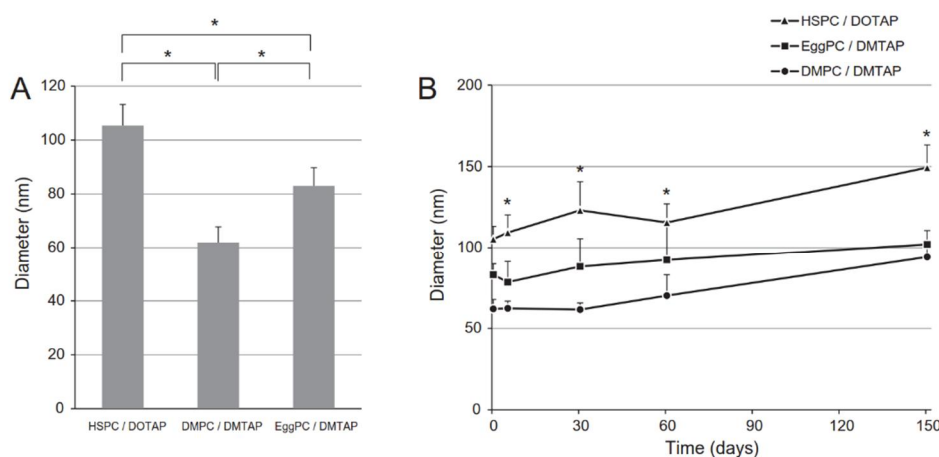 A
*
* *
120
100
80
60
40
20
0
Diameter (nm)
HSPC / DOTAP DMPC / DMTAP EggPC / DMTAP
B
HSPC / DOTAP
EggPC / DMTAP
DMPC / DMTAP
200
150
100
50
0
Diameter (nm)
* * * *
0 30 60 90 120 150
Time (days)